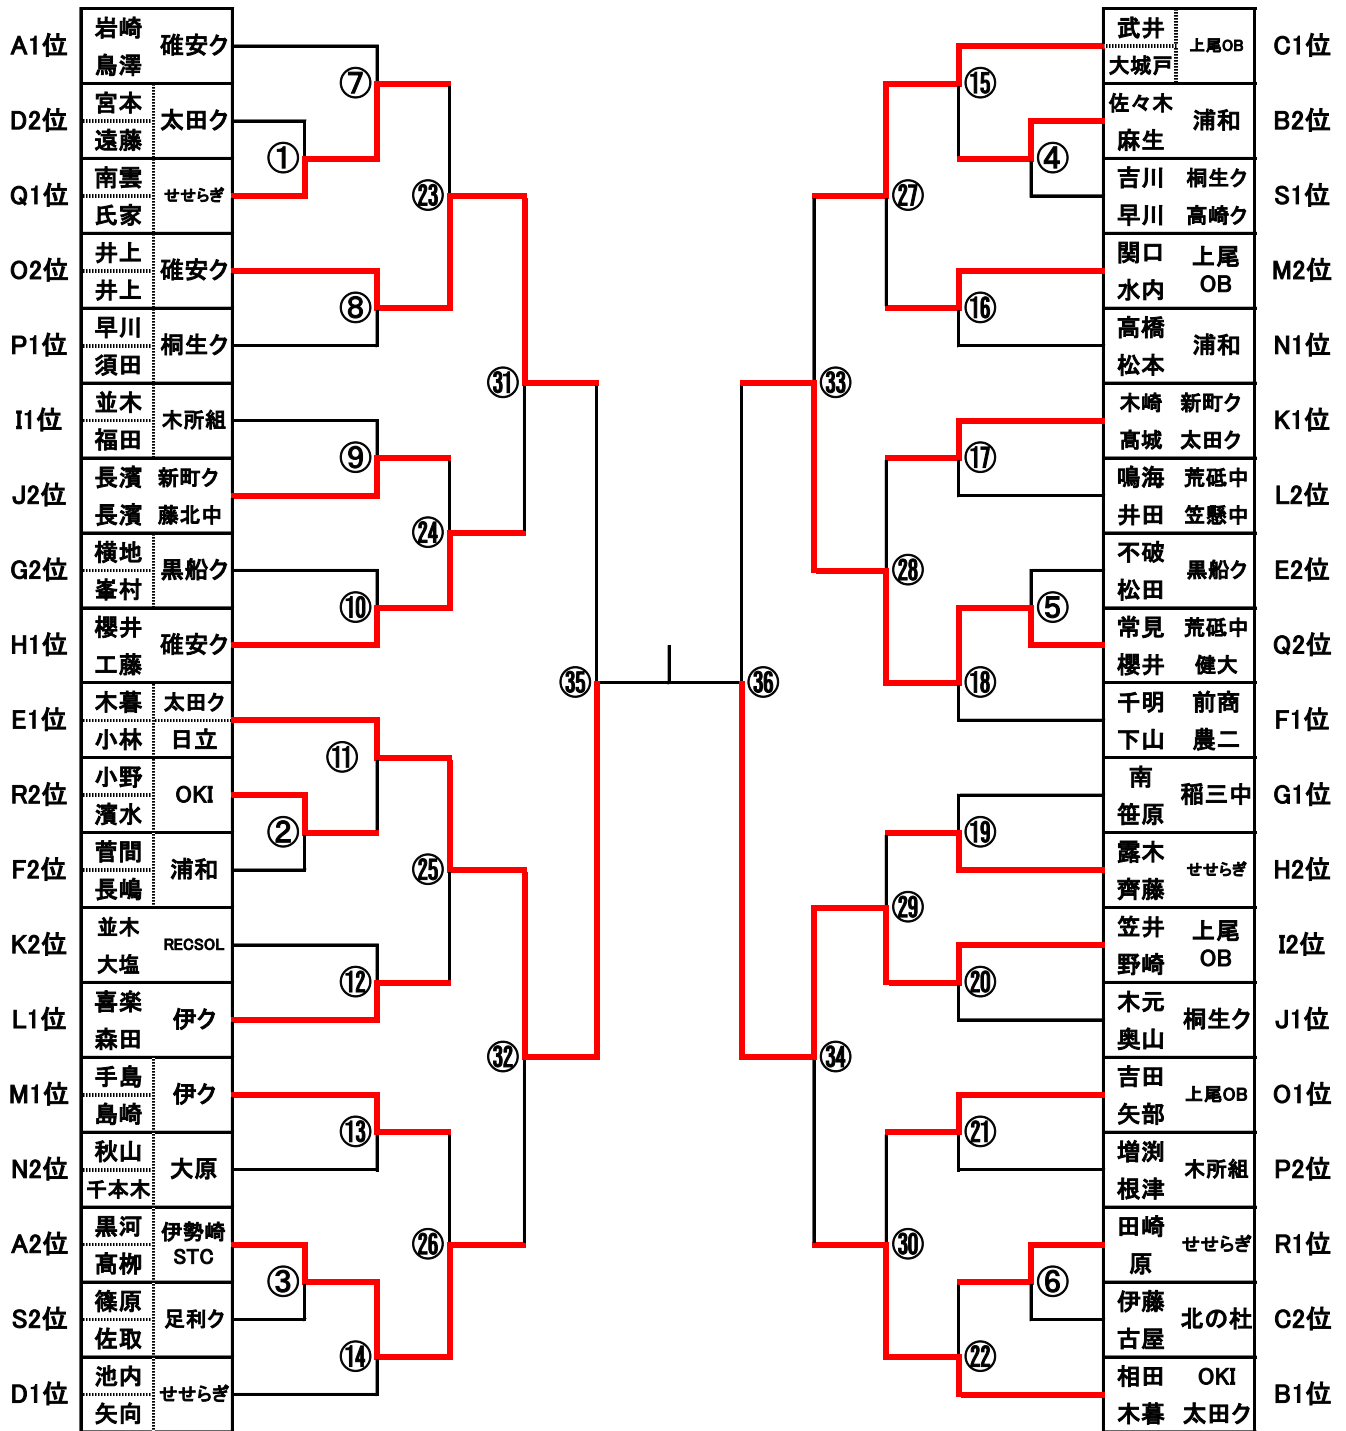 A1位 岩崎 碓安ク
鳥澤
D2位 宮本 太田ク
遠藤
Q1位 南雲 せせらぎ
氏家
O2位 井上 碓安ク
井上
P1位 早川 桐生ク
須田
I1位 並木 木所組
福田
J2位 長濱 新町ク
長濱 藤北中
G2位 横地 黒船ク
峯村
H1位 櫻井 碓安ク
工藤
E1位 木暮 太田ク
小林 日立
R2位 小野 OKI
濱水
F2位 菅間 浦和
長嶋
K2位 並木 RECSOL
大塩
L1位 喜楽 伊ク
森田
M1位 手島 伊ク
島崎
N2位 秋山 大原
千本木
A2位 黒河 伊勢崎
高柳 STC
S2位 篠原 足利ク
佐取
D1位 池内 せせらぎ
矢向
⑦
①
㉓
⑧
㉛
⑨
㉔
⑩
㉟
⑪
②
㉕
⑫
㉜
⑬
㉖
③
⑭
⑮
④
㉗
⑯
㉝
⑰
㉘
⑤
⑱
㊱
⑲
㉙
⑳
㉞
㉑
㉚
⑥
㉒
武井 上尾OB C1位
大城戸
佐々木 浦和 B2位
麻生
吉川 桐生ク S1位
早川 高崎ク
関口 上尾 M2位
水内 OB
高橋 浦和 N1位
松本
木崎 新町ク K1位
高城 太田ク
鳴海 荒砥中 L2位
井田 笠懸中
不破 黒船ク E2位
松田
常見 荒砥中 Q2位
櫻井 健大
千明 前商 F1位
下山 農二
南 稲三中 G1位
笹原
露木 せせらぎ H2位
齊藤
笠井 上尾 I2位
野崎 OB
木元 桐生ク J1位
奥山
吉田 上尾OB O1位
矢部
増渕 木所組 P2位
根津
田崎 せせらぎ R1位
原
伊藤 北の杜 C2位
古屋
相田 OKI B1位
木暮 太田ク